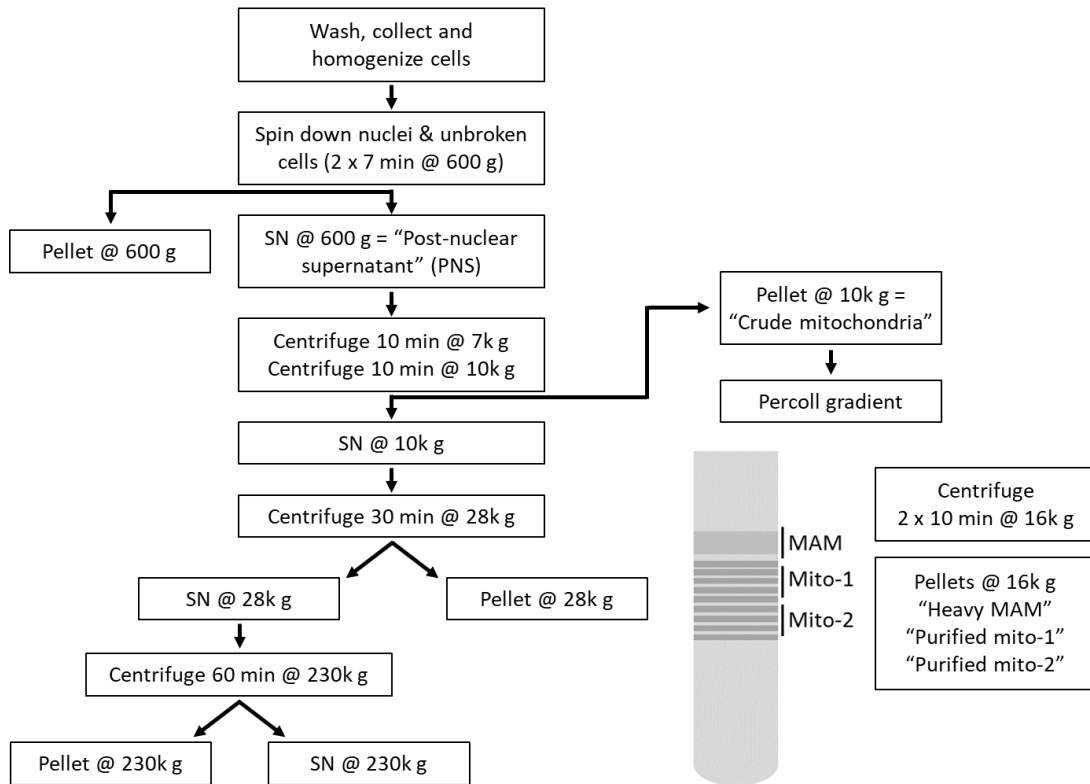 Wash, collect and
homogenize cells
Spin down nuclei & unbroken
cells (2 x 7 min @ 600 g)
Pellet @ 600 g
SN @ 600 g = “Post-nuclear
supernatant” (PNS)
Pellet @ 10k g =
“Crude mitochondria”
Centrifuge 10 min @ 7k g
Centrifuge 10 min @ 10k g
Percoll gradient
SN @ 10k g
Centrifuge 30 min @ 28k g
SN @ 28k g
Pellet @ 28k g
Centrifuge 60 min @ 230k g
Pellet @ 230k g
SN @ 230k g
MAM
Mito-1
Mito-2
Centrifuge
2 x 10 min @ 16k g
Pellets @ 16k g
“Heavy MAM”
“Purified mito-1”
“Purified mito-2”